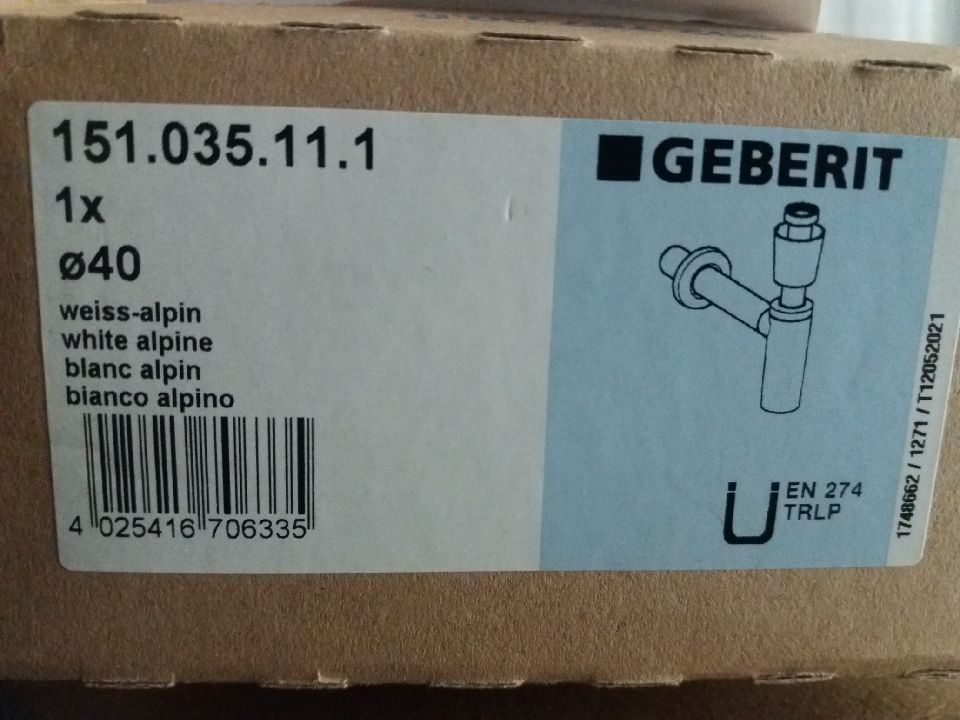 151.035.11.1
1x
ø40
weiss-alpin
white alpine
blanc alpin
bianco alpino
4 025416 706335
GEBERIT
EN 274
TRLP
1748662 / 1271 / T12052021